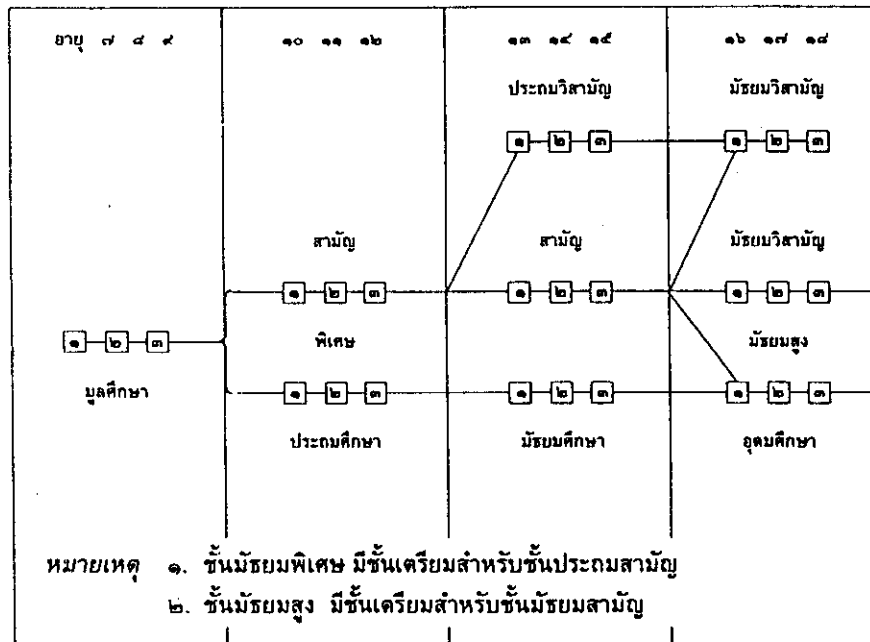 อายุ ๗ ๘ ๙ ๑๐ ๑๑ ๑๒ ๑๓ ๑๔ ๑๕ ๑๖ ๑๗ ๑๘
ประถมวิสามัญ มัธยมวิสามัญ
๑ ๒ ๓ ๑ ๒ ๓
สามัญ สามัญ มัธยมวิสามัญ
๑ ๒ ๓ ๑ ๒ ๓ ๑ ๒ ๓
๑ ๒ ๓ พิเศษ มัธยมสูง
มูลศึกษา ๑ ๒ ๓ ๑ ๒ ๓ ๑ ๒ ๓
ประถมศึกษา มัธยมศึกษา อุดมศึกษา
หมายเหตุ ๑. ชั้นมัธยมพิเศษ มีชั้นเตรียมสำหรับชั้นประถมสามัญ
๒. ชั้นมัธยมสูง มีชั้นเตรียมสำหรับชั้นมัธยมสามัญ